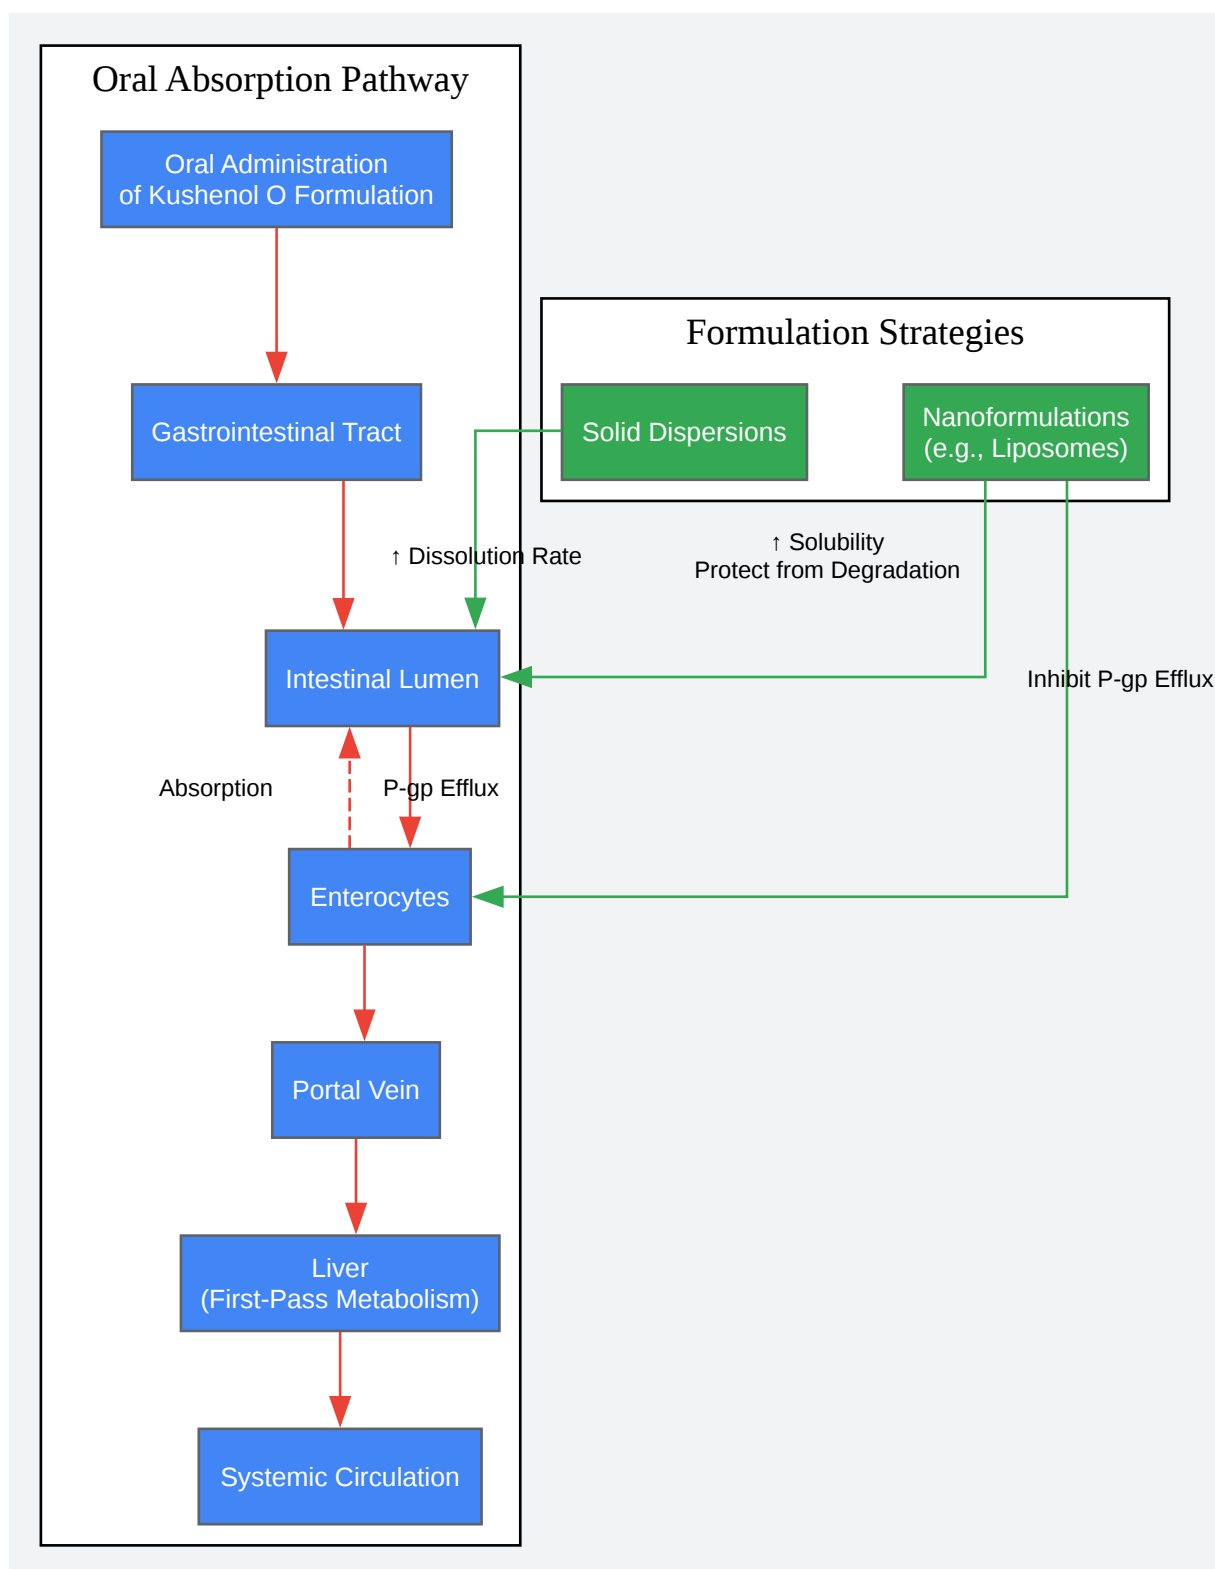 Oral Absorption Pathway
Oral Administration
of Kushenol O Formulation
Formulation Strategies
Gastrointestinal Tract
Solid Dispersions
Nanoformulations
(e.g., Liposomes)
↑ Dissolution Rate
↑ Solubility
Protect from Degradation
Intestinal Lumen
Inhibit P-gp Efflux
Absorption
P-gp Efflux
Enterocytes
Portal Vein
Liver
(First-Pass Metabolism)
Systemic Circulation